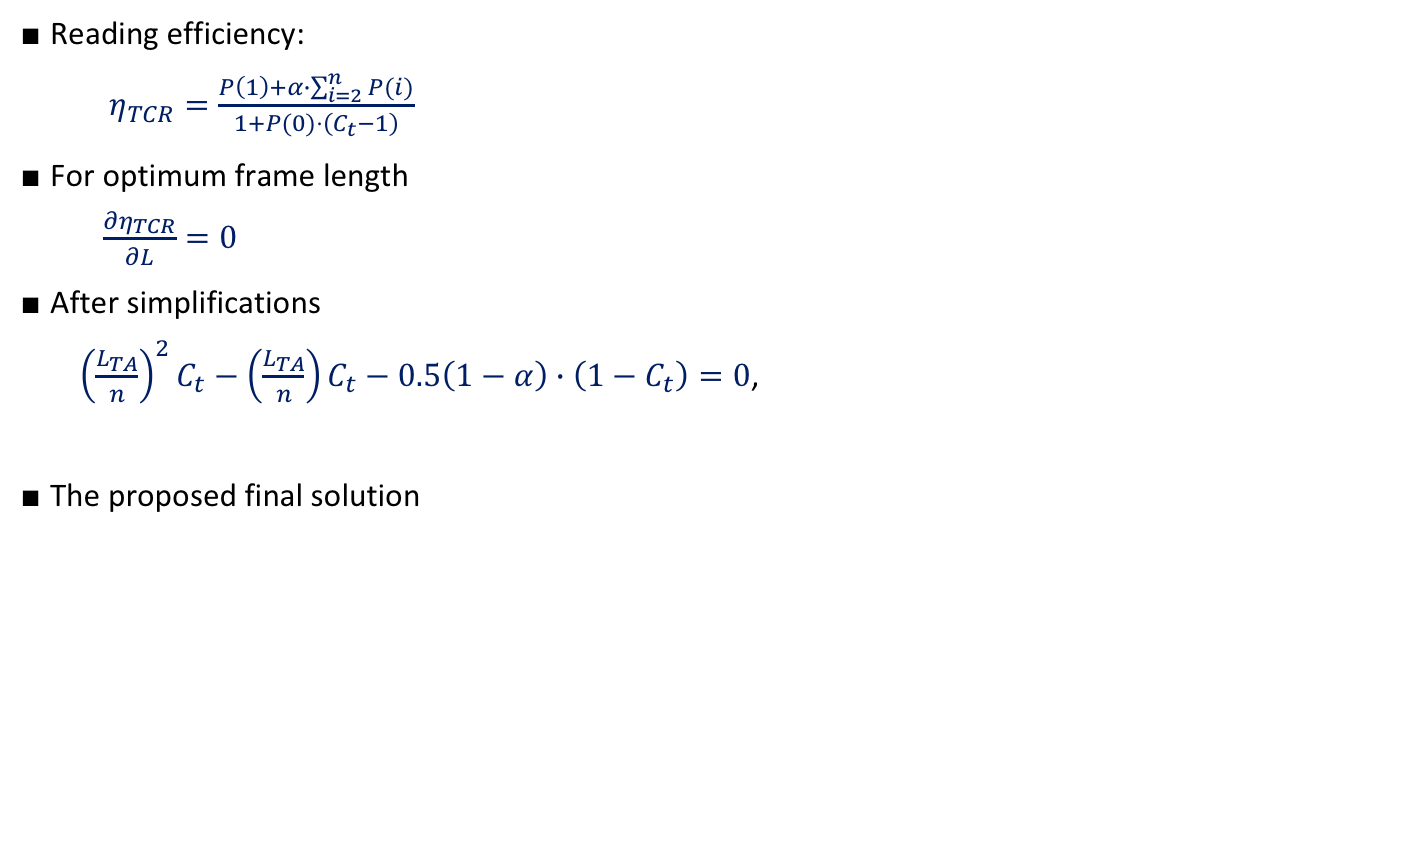 ■ Reading efficiency:
η_TCR = (P(1)+α·∑_{i=2}^{n} P(i)) / (1+P(0)·(C_t−1))
■ For optimum frame length
∂η_TCR / ∂L = 0
■ After simplifications
(L_TA / n)^2 C_t − (L_TA / n) C_t − 0.5(1 − α) · (1 − C_t) = 0,
■ The proposed final solution